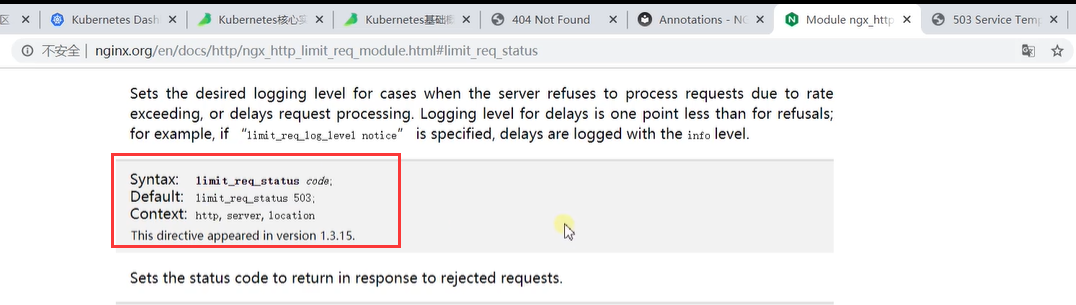 区
Kubernetes Dash
Kubernetes核心实
Kubernetes基础概
404 Not Found
Annotations - NG
Module ngx_http
503 Service Temp
不安全 | nginx.org/en/docs/http/ngx_http_limit_req_module.html#limit_req_status
Sets the desired logging level for cases when the server refuses to process requests due to rate
exceeding, or delays request processing. Logging level for delays is one point less than for refusals;
for example, if “limit_req_log_level notice” is specified, delays are logged with the info level.
Syntax: limit_req_status code;
Default: limit_req_status 503;
Context: http, server, location
This directive appeared in version 1.3.15.
Sets the status code to return in response to rejected requests.